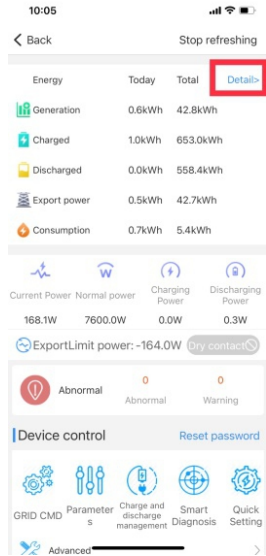 10:05
Back Stop refreshing
Energy Today Total Detail>
Generation 0.6kWh 42.8kWh
Charged 1.0kWh 653.0kWh
Discharged 0.0kWh 558.4kWh
Export power 0.5kWh 42.7kWh
Consumption 0.7kWh 5.4kWh
W
Current Power Normal power Charging Power Discharging Power
168.1W 7600.0W 0.0W 0.3W
ExportLimit power: -164.0W Dry contact
Abnormal 0 0
Abnormal Warning
Device control Reset password
GRID CMD Parameter
s Charge and
discharge
management Smart
Diagnosis Quick
Setting
Advanced